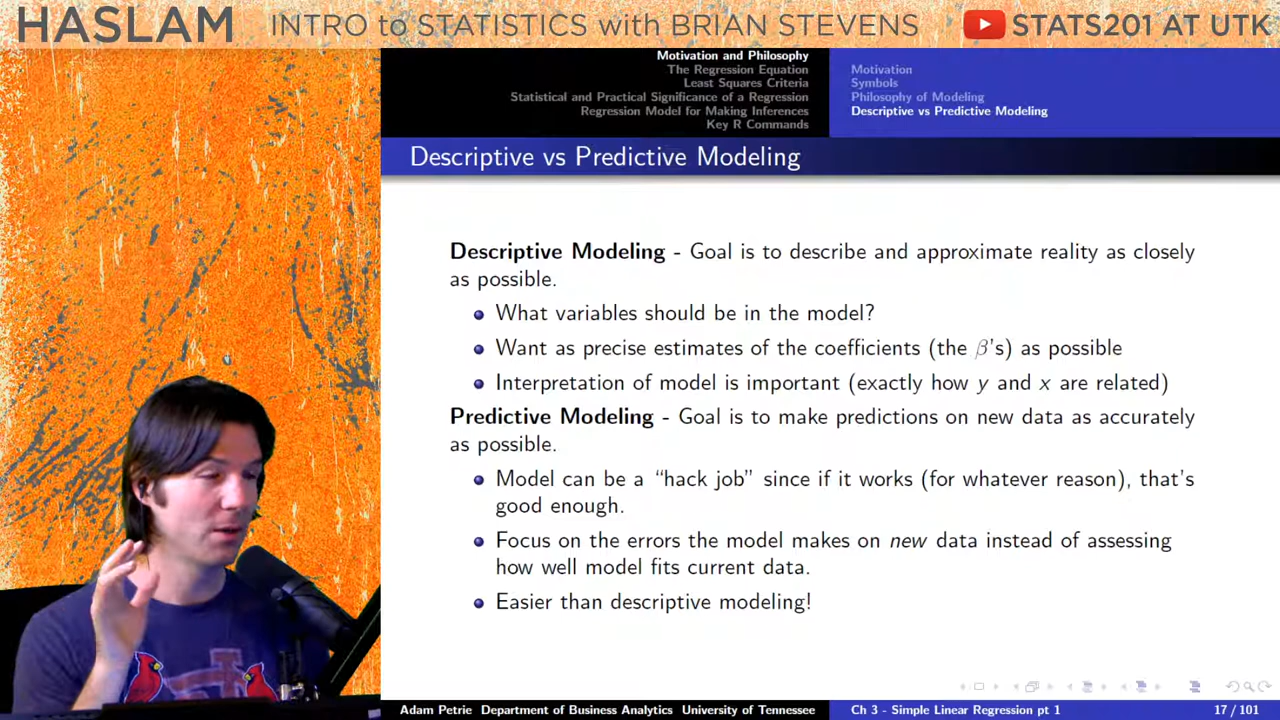 HASLAM INTRO to STATISTICS with BRIAN STEVENS STATS201 AT UTK
Motivation and Philosophy
The Regression Equation
Least Squares Criteria
Statistical and Practical Significance of a Regression
Regression Model for Making Inferences
Key R Commands
Motivation
Symbols
Philosophy of Modeling
Descriptive vs Predictive Modeling
Descriptive vs Predictive Modeling
Descriptive Modeling - Goal is to describe and approximate reality as closely
as possible.
What variables should be in the model?
Want as precise estimates of the coefficients (the β's) as possible
Interpretation of model is important (exactly how y and x are related)
Predictive Modeling - Goal is to make predictions on new data as accurately
as possible.
Model can be a “hack job” since if it works (for whatever reason), that's
good enough.
Focus on the errors the model makes on new data instead of assessing
how well model fits current data.
Easier than descriptive modeling!
Adam Petrie Department of Business Analytics University of Tennessee
Ch 3 - Simple Linear Regression pt 1
17 / 101